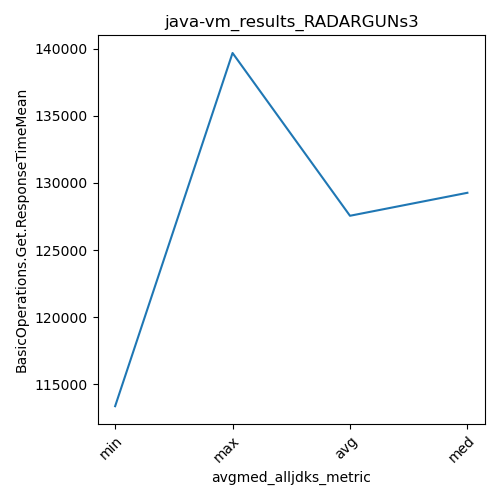 java-vm_results_RADARGUNs3
BasicOperations.Get.ResponseTimeMean
140000
135000
130000
125000
120000
115000
min
max
avg
med
avgmed_alljdks_metric